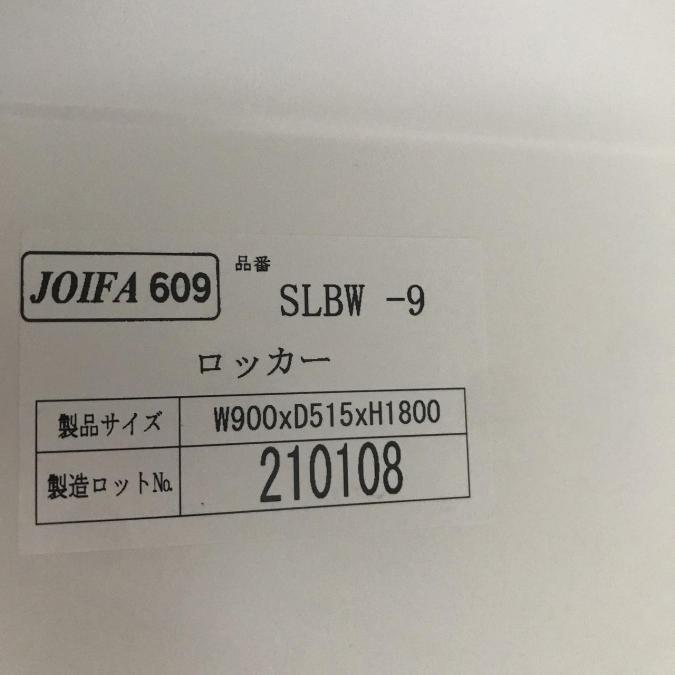 JOIFA 609
品番
SLBW -9
ロッカー
製品サイズ W900xD515xH1800
製造ロット№ 210108